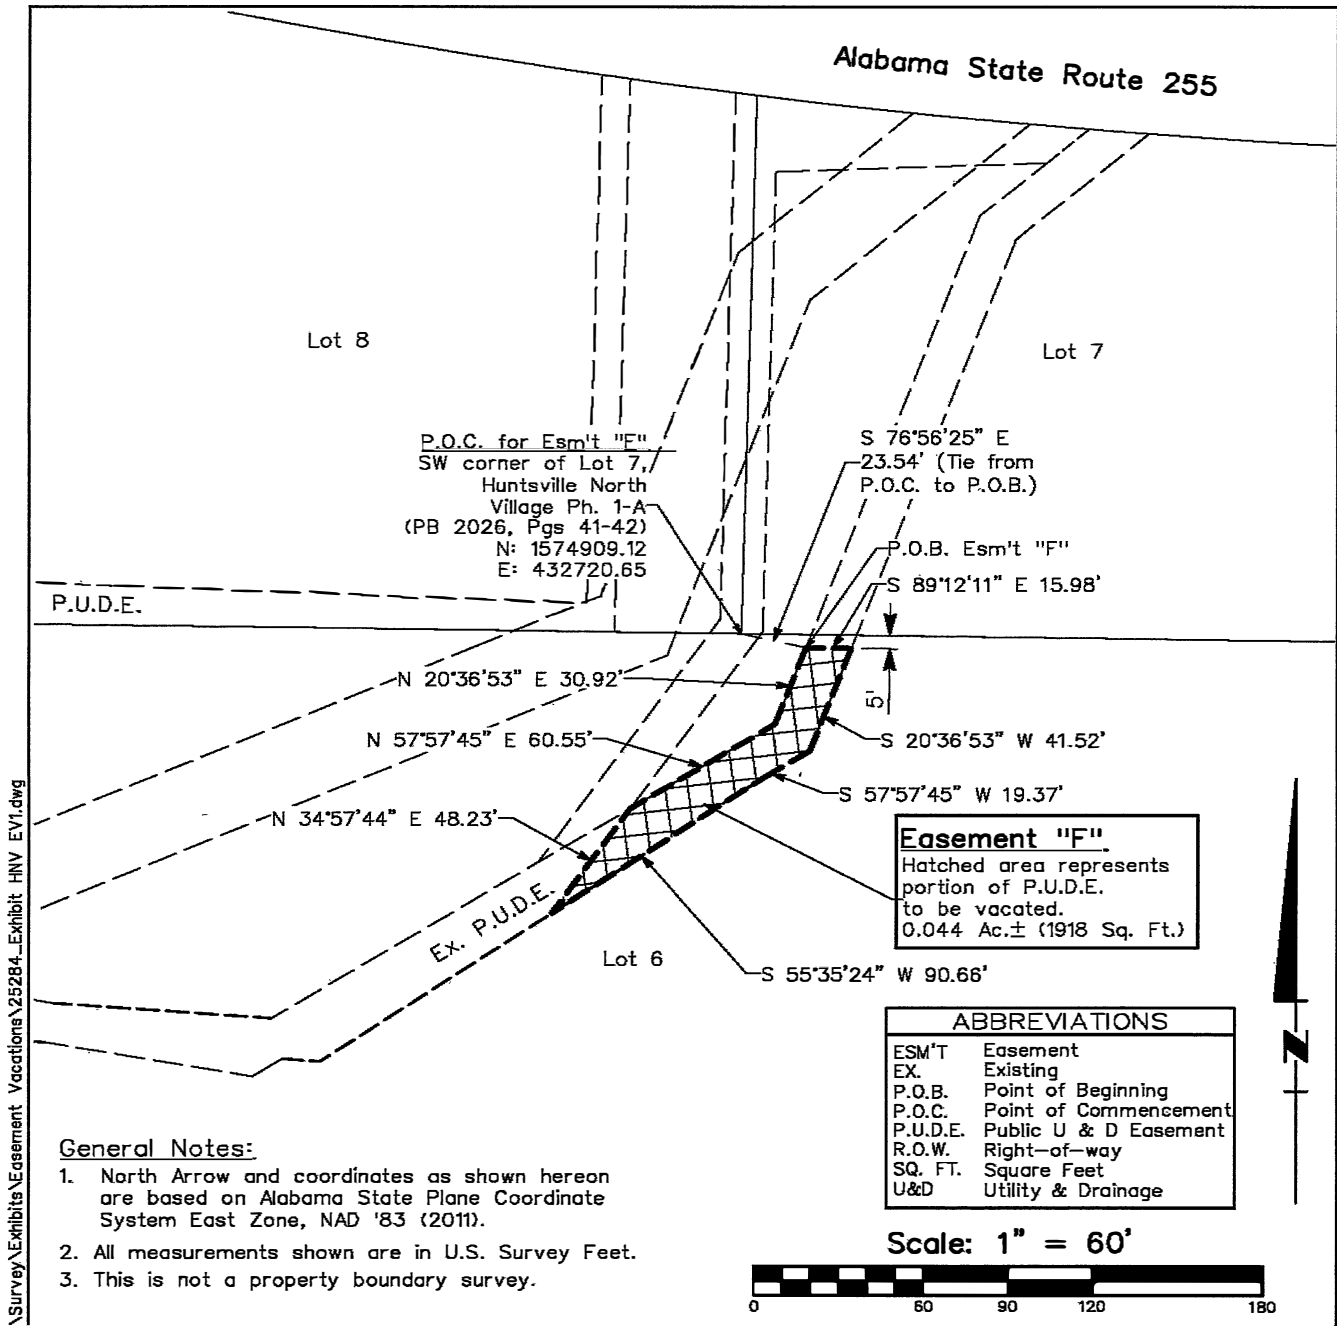 Alabama State Route 255
Lot 8
Lot 7
P.O.C. for Esm't "E"
SW corner of Lot 7,
Huntsville North
Village Ph. 1-A
(PB 2026, Pgs 41-42)
N: 1574909.12
E: 432720.65
S 76°56'25" E
23.54' (Tie from
P.O.C. to P.O.B.)
P.O.B. Esm't "F"
S 89°12'11" E 15.98'
P.U.D.E.
5'
N 20°36'53" E 30.92'
N 57°57'45" E 60.55'
N 34°57'44" E 48.23'
S 20°36'53" W 41.52'
S 57°57'45" W 19.37'
Easement "F"
Hatched area represents
portion of P.U.D.E.
to be vacated.
0.044 Ac.± (1918 Sq. Ft.)
Ex. P.U.D.E.
Lot 6
S 55°35'24" W 90.66'
ABBREVIATIONS
ESM'T Easement
EX. Existing
P.O.B. Point of Beginning
P.O.C. Point of Commencement
P.U.D.E. Public U & D Easement
R.O.W. Right-of-way
SQ. FT. Square Feet
U&D Utility & Drainage
N
General Notes:
1. North Arrow and coordinates as shown hereon
are based on Alabama State Plane Coordinate
System East Zone, NAD '83 (2011).
2. All measurements shown are in U.S. Survey Feet.
3. This is not a property boundary survey.
Scale: 1" = 60'
0 60 90 120 180
\Survey\Exhibits\Easement Vacations\25284_Exhibit HNV EV1.dwg